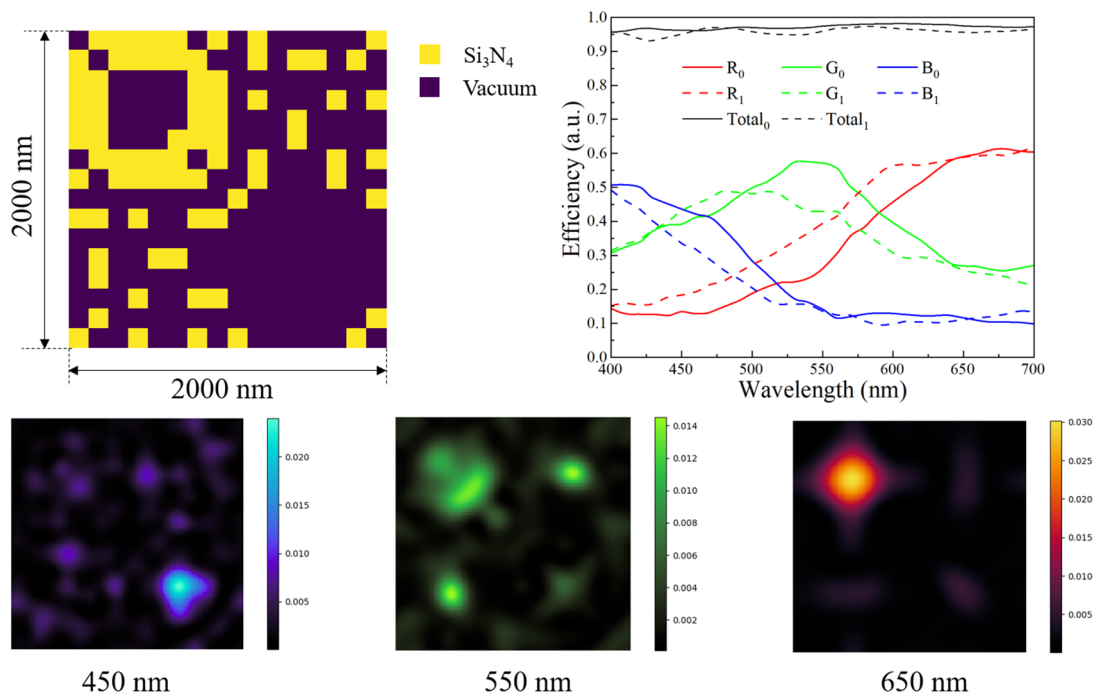 2000 nm
2000 nm
Si₃N₄
Vacuum
Efficiency (a.u.)
1.0
0.9
0.8
0.7
0.6
0.5
0.4
0.3
0.2
0.1
0.0
R₀ G₀ B₀
R₁ G₁ B₁
Total₀ Total₁
400 450 500 550 600 650 700
Wavelength (nm)
0.020
0.015
0.010
0.005
450 nm
0.014
0.012
0.010
0.008
0.006
0.004
0.002
550 nm
0.030
0.025
0.020
0.015
0.010
0.005
650 nm